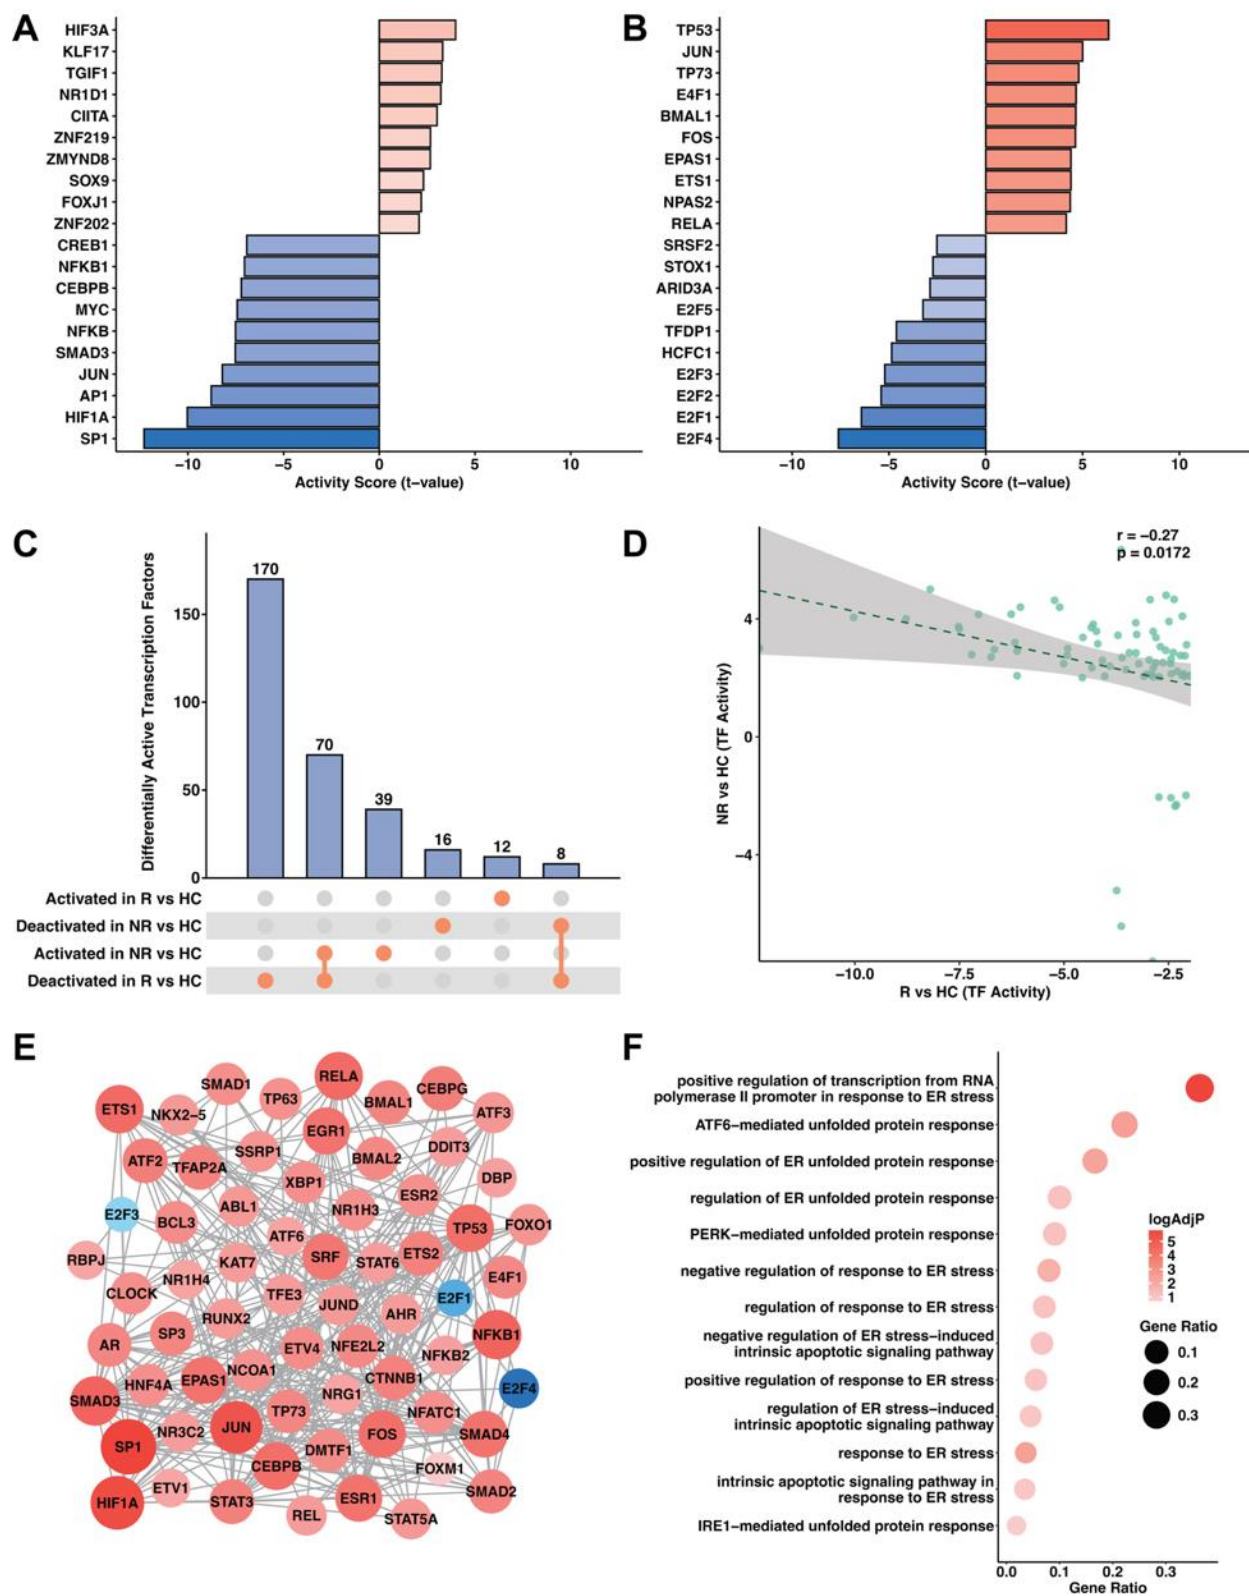 A
HIF3A
KLF17
TGIF1
NR1D1
CIITA
ZNF219
ZMYND8
SOX9
FOXJ1
ZNF202
CREB1
NFKB1
CEBPB
MYC
NFKB
SMAD3
JUN
AP1
HIF1A
SP1
−10 −5 0 5 10
Activity Score (t−value)
B
TP53
JUN
TP73
E4F1
BMAL1
FOS
EPAS1
ETS1
NPAS2
RELA
SRSF2
STOX1
ARID3A
E2F5
TFDP1
HCFC1
E2F3
E2F2
E2F1
E2F4
−10 −5 0 5 10
Activity Score (t−value)
C
Differentially Active Transcription Factors
150
100
50
0
170
70
39
16
12
8
Activated in R vs HC
Deactivated in NR vs HC
Activated in NR vs HC
Deactivated in R vs HC
D
r = −0.27
p = 0.0172
NR vs HC (TF Activity)
4
0
−4
−10.0 −7.5 −5.0 −2.5
R vs HC (TF Activity)
E
RELA
SMAD1
CEBPG
TP63
BMAL1
ETS1
NKX2−5
ATF3
EGR1
DDIT3
SSRP1
BMAL2
ATF2
TFAP2A
DBP
XBP1
ESR2
ABL1
NR1H3
E2F3
BCL3
TP53
FOXO1
ATF6
SRF
ETS2
STAT6
RBPJ
KAT7
NR1H4
E4F1
CLOCK
TFE3
E2F1
JUND
AHR
RUNX2
NFKB1
SP3
AR
ETV4
NFE2L2
NFKB2
NCOA1
EPAS1
CTNNB1
HNF4A
E2F4
NRG1
SMAD3
TP73
NFATC1
JUN
NR3C2
FOS
SMAD4
SP1
DMTF1
CEBPB
FOXM1
ETV1
SMAD2
HIF1A
STAT3
ESR1
REL
STAT5A
F
positive regulation of transcription from RNA
polymerase II promoter in response to ER stress
ATF6−mediated unfolded protein response
positive regulation of ER unfolded protein response
regulation of ER unfolded protein response
PERK−mediated unfolded protein response
negative regulation of response to ER stress
regulation of response to ER stress
negative regulation of ER stress−induced
intrinsic apoptotic signaling pathway
positive regulation of response to ER stress
regulation of ER stress−induced
intrinsic apoptotic signaling pathway
response to ER stress
intrinsic apoptotic signaling pathway in
response to ER stress
IRE1−mediated unfolded protein response
0.0 0.1 0.2 0.3
Gene Ratio
logAdjP
5
4
3
2
1
Gene Ratio
0.1
0.2
0.3